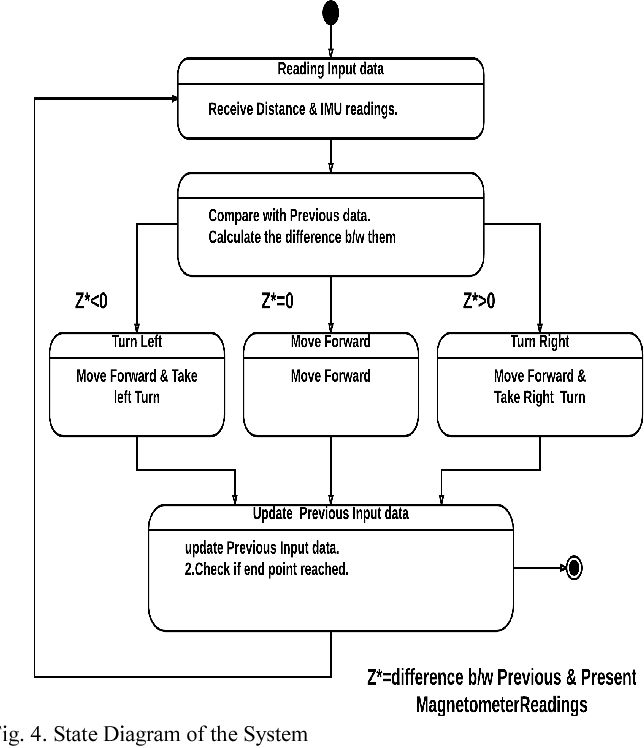 Reading Input data
Receive Distance & IMU readings.
Compare with Previous data.
Calculate the difference b/w them
Z*<0
Z*=0
Z*>0
Turn Left
Move Forward & Take
left Turn
Move Forward
Move Forward
Turn Right
Move Forward &
Take Right Turn
Update Previous Input data
update Previous Input data.
2.Check if end point reached.
Z*=difference b/w Previous & Present
MagnetometerReadings
ig. 4. State Diagram of the System